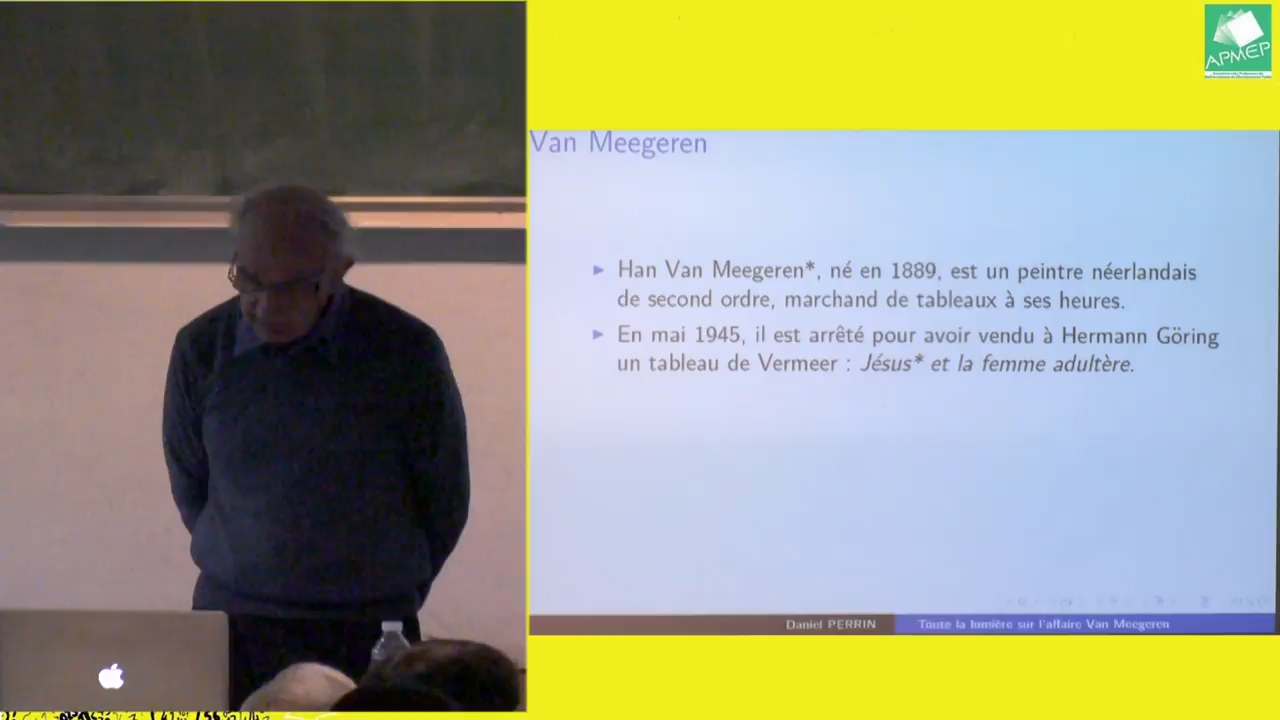 APMEP
Van Meegeren
► Han Van Meegeren*, né en 1889, est un peintre néerlandais
de second ordre, marchand de tableaux à ses heures.
► En mai 1945, il est arrêté pour avoir vendu à Hermann Göring
un tableau de Vermeer : Jésus* et la femme adultère.
Daniel PERRIN
Toute la lumière sur l'affaire Van Meegeren